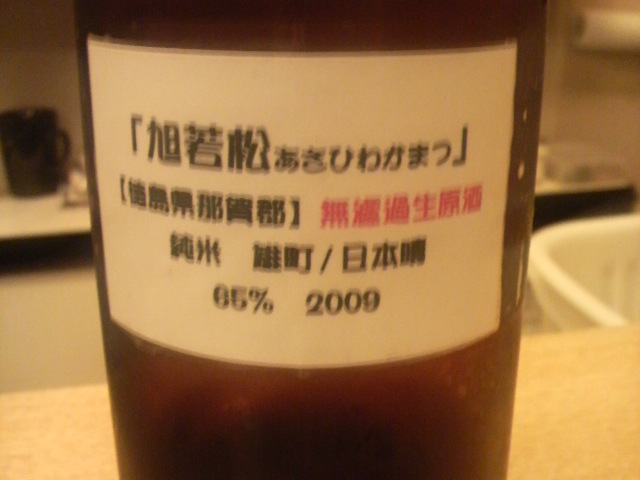 「旭若松あさひわかまつ」
【徳島県那賀郡】 無濾過生原酒
純米 雄町/日本晴
65% 2009